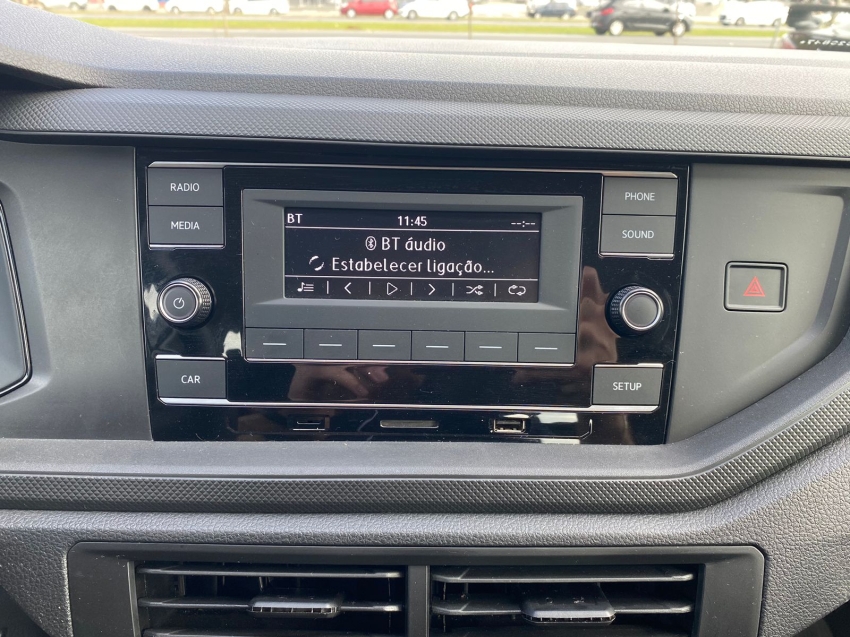 RADIO
MEDIA
BT 11:45 --:--
BT áudio
Estabelecer ligação...
PHONE
SOUND
CAR
SETUP